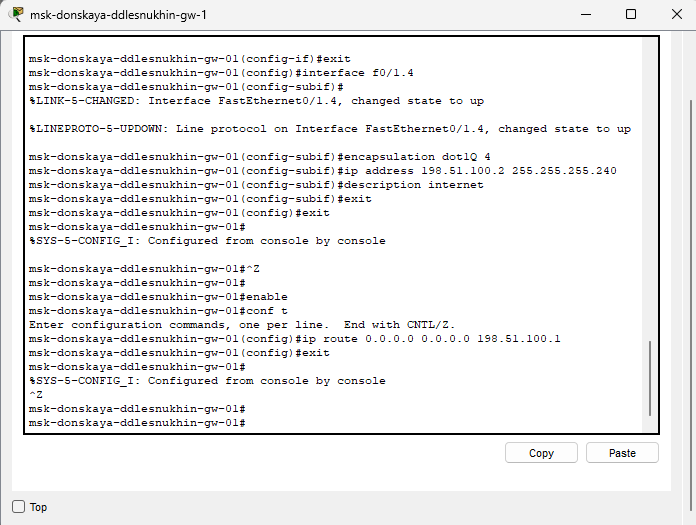 msk-donskaya-ddlesnukhin-gw-1
msk-donskaya-ddlesnukhin-gw-01(config-if)#exit
msk-donskaya-ddlesnukhin-gw-01(config)#interface f0/1.4
msk-donskaya-ddlesnukhin-gw-01(config-subif)#
%LINK-5-CHANGED: Interface FastEthernet0/1.4, changed state to up
%LINEPROTO-5-UPDOWN: Line protocol on Interface FastEthernet0/1.4, changed state to up
msk-donskaya-ddlesnukhin-gw-01(config-subif)#encapsulation dot1Q 4
msk-donskaya-ddlesnukhin-gw-01(config-subif)#ip address 198.51.100.2 255.255.255.240
msk-donskaya-ddlesnukhin-gw-01(config-subif)#description internet
msk-donskaya-ddlesnukhin-gw-01(config-subif)#exit
msk-donskaya-ddlesnukhin-gw-01(config)#exit
msk-donskaya-ddlesnukhin-gw-01#
%SYS-5-CONFIG_I: Configured from console by console
msk-donskaya-ddlesnukhin-gw-01#^Z
msk-donskaya-ddlesnukhin-gw-01#
msk-donskaya-ddlesnukhin-gw-01#enable
msk-donskaya-ddlesnukhin-gw-01#conf t
Enter configuration commands, one per line.  End with CNTL/Z.
msk-donskaya-ddlesnukhin-gw-01(config)#ip route 0.0.0.0 0.0.0.0 198.51.100.1
msk-donskaya-ddlesnukhin-gw-01(config)#exit
msk-donskaya-ddlesnukhin-gw-01#
%SYS-5-CONFIG_I: Configured from console by console
^Z
msk-donskaya-ddlesnukhin-gw-01#
msk-donskaya-ddlesnukhin-gw-01#
Copy Paste
Top